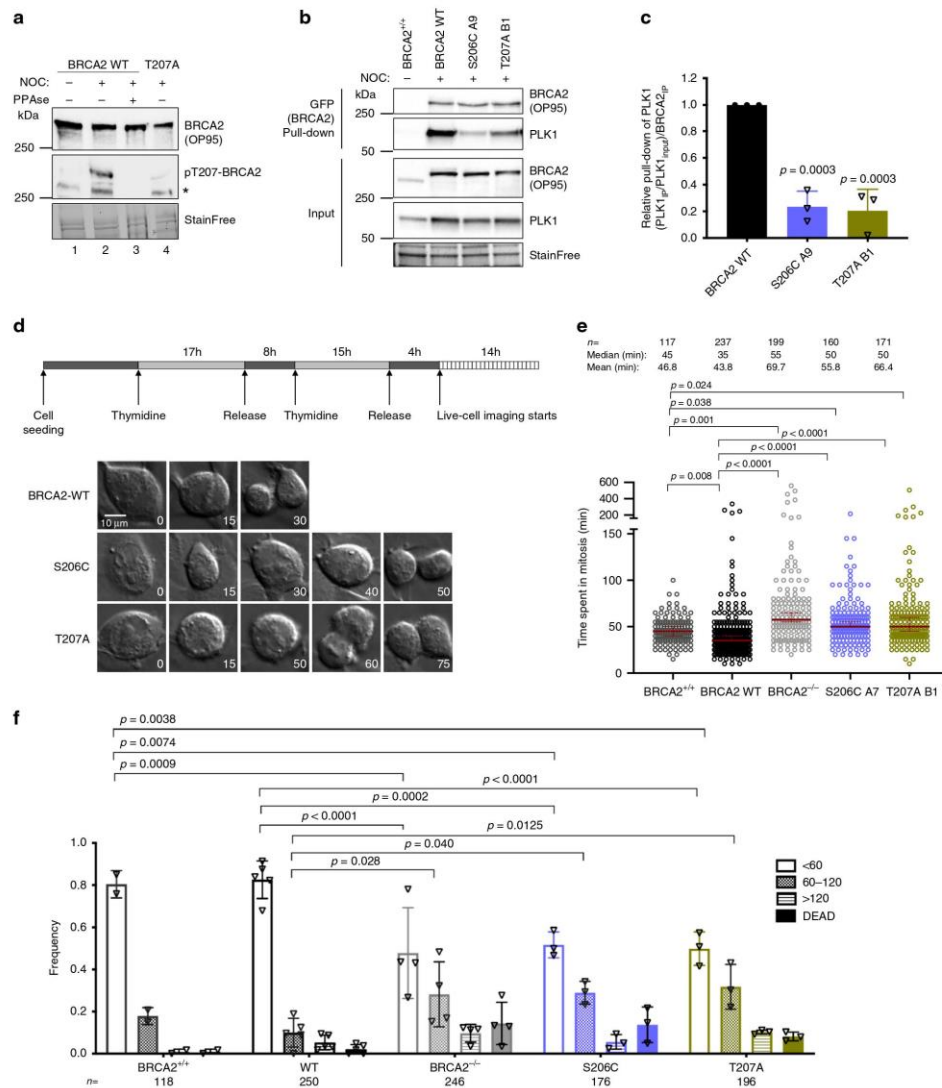 a
BRCA2 WT T207A
NOC: – + + +
PPAse +
kDa
BRCA2
(OP95)
250
pT207-BRCA2
*
250
StainFree
1 2 3 4
b
BRCA2+/+ BRCA2 WT S206C A9 T207A B1
NOC: – + + +
kDa
GFP
(BRCA2)
Pull-down
250
BRCA2
(OP95)
PLK1
50
Input
250
BRCA2
(OP95)
PLK1
50
StainFree
c
Relative pull-down of PLK1
(PLK1IP/PLK1input)/BRCA2IP
1.2
1.0
0.8
0.6
0.4
0.2
0.0
p = 0.0003
p = 0.0003
BRCA2 WT
S206C A9
T207A B1
d
17h 8h 15h 4h 14h
Cell
seeding
Thymidine
Release
Thymidine
Release
Live-cell imaging starts
BRCA2-WT
10 µm
0 15 30
S206C
0 15 30 40 50
T207A
0 15 50 60 75
e
n= 117 237 199 160 171
Median (min): 45 35 55 50 50
Mean (min): 46.8 43.8 69.7 55.8 66.4
p = 0.024
p = 0.038
p = 0.001
p < 0.0001
p < 0.0001
p < 0.0001
p = 0.008
Time spent in mitosis (min)
600
400
200
150
100
50
0
BRCA2+/+ BRCA2 WT BRCA2–/– S206C A7 T207A B1
f
p = 0.0038
p = 0.0074
p = 0.0009
p < 0.0001
p = 0.0002
p < 0.0001
p = 0.0125
p = 0.040
p = 0.028
<60
60–120
>120
DEAD
Frequency
1.0
0.8
0.6
0.4
0.2
0.0
BRCA2+/+ WT BRCA2–/– S206C T207A
n= 118 250 246 176 196